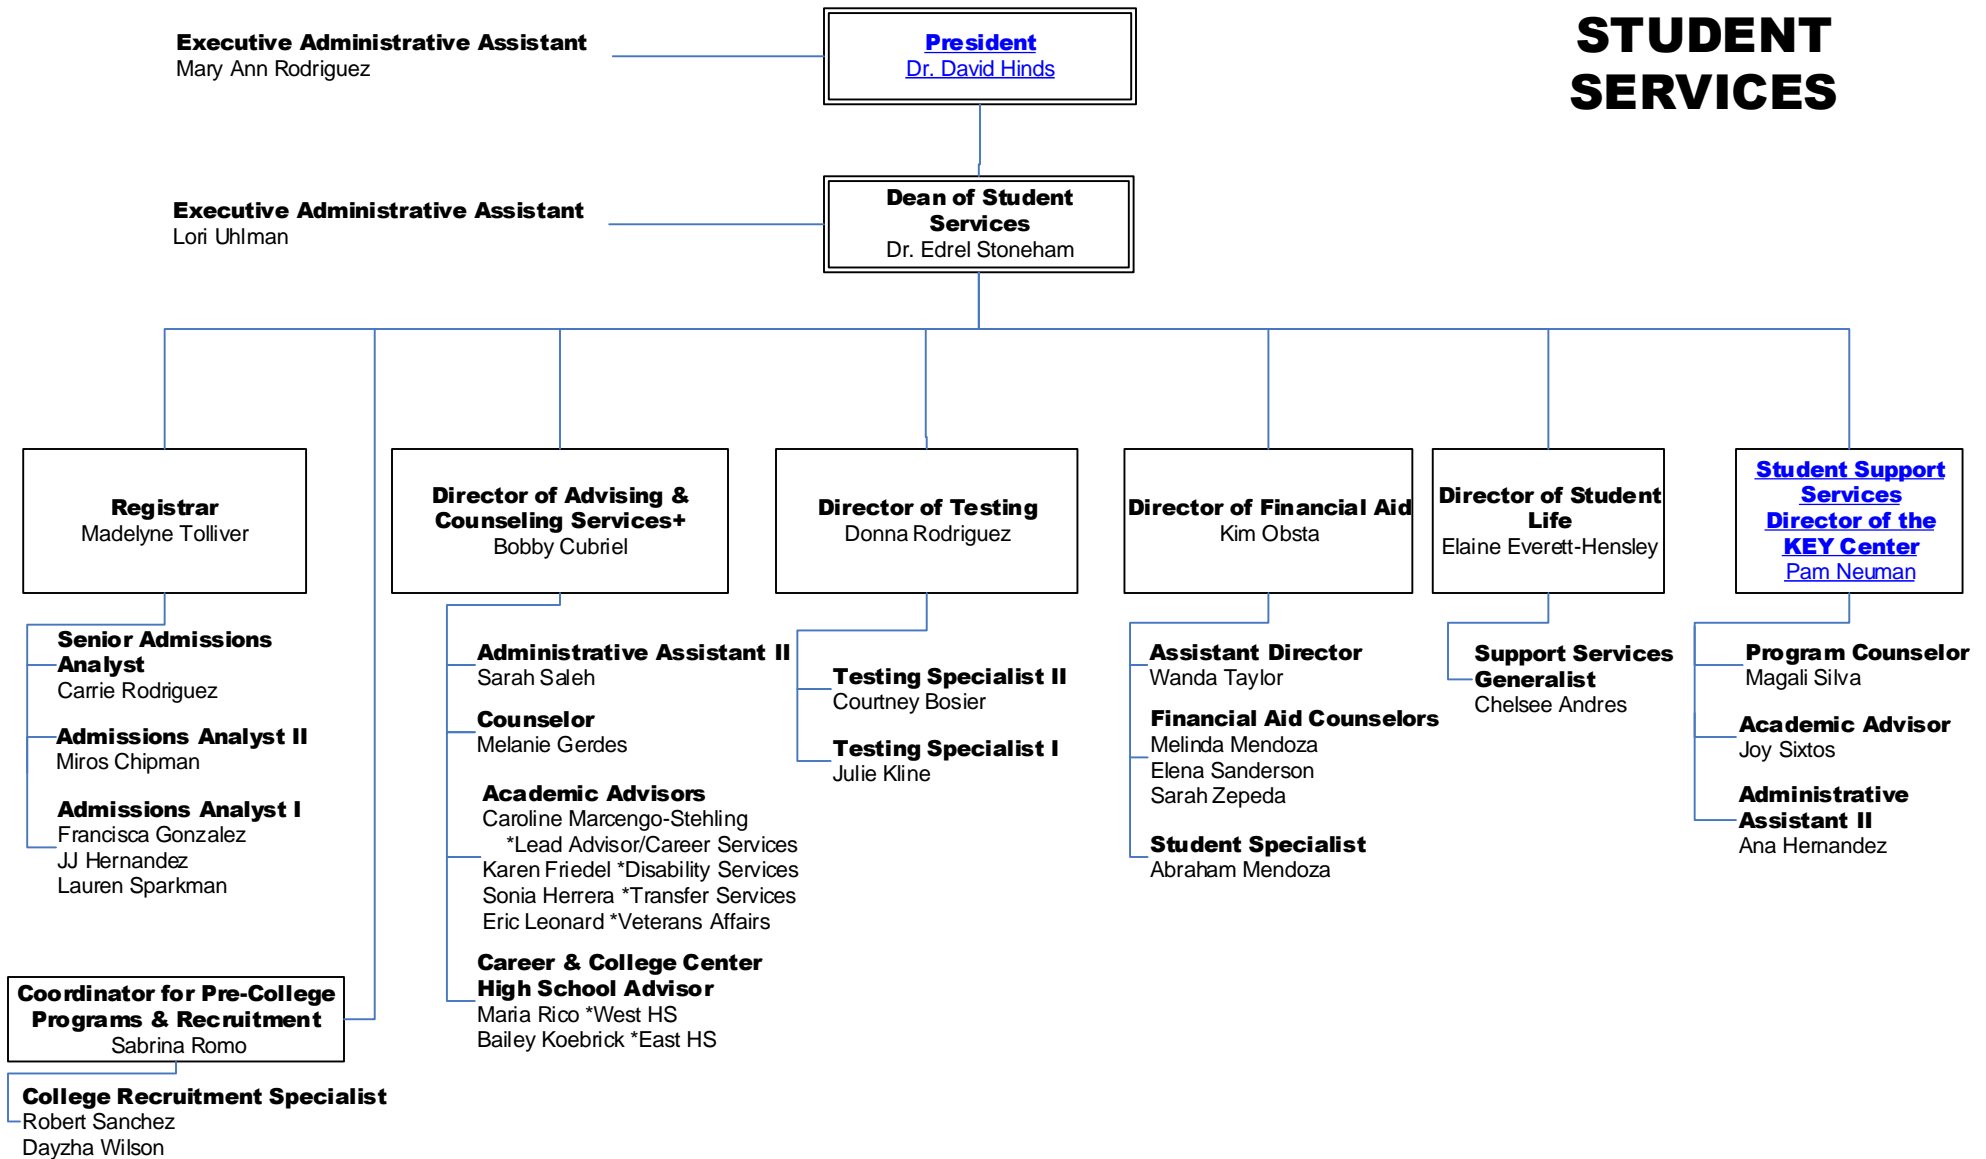 STUDENT
SERVICES
Executive Administrative Assistant
Mary Ann Rodriguez
President
Dr. David Hinds
Executive Administrative Assistant
Lori Uhlman
Dean of Student
Services
Dr. Edrel Stoneham
Registrar
Madelyne Tolliver
Senior Admissions
Analyst
Carrie Rodriguez
Admissions Analyst II
Miros Chipman
Admissions Analyst I
Francisca Gonzalez
JJ Hernandez
Lauren Sparkman
Coordinator for Pre-College
Programs & Recruitment
Sabrina Romo
College Recruitment Specialist
Robert Sanchez
Dayzha Wilson
Director of Advising &
Counseling Services+
Bobby Cubriel
Administrative Assistant II
Sarah Saleh
Counselor
Melanie Gerdes
Academic Advisors
Caroline Marcengo-Stehling
*Lead Advisor/Career Services
Karen Friedel *Disability Services
Sonia Herrera *Transfer Services
Eric Leonard *Veterans Affairs
Career & College Center
High School Advisor
Maria Rico *West HS
Bailey Koebrick *East HS
Director of Testing
Donna Rodriguez
Testing Specialist II
Courtney Bosier
Testing Specialist I
Julie Kline
Director of Financial Aid
Kim Obsta
Assistant Director
Wanda Taylor
Financial Aid Counselors
Melinda Mendoza
Elena Sanderson
Sarah Zepeda
Student Specialist
Abraham Mendoza
Director of Student
Life
Elaine Everett-Hensley
Support Services
Generalist
Chelsee Andres
Student Support
Services
Director of the
KEY Center
Pam Neuman
Program Counselor
Magali Silva
Academic Advisor
Joy Sixtos
Administrative
Assistant II
Ana Hernandez